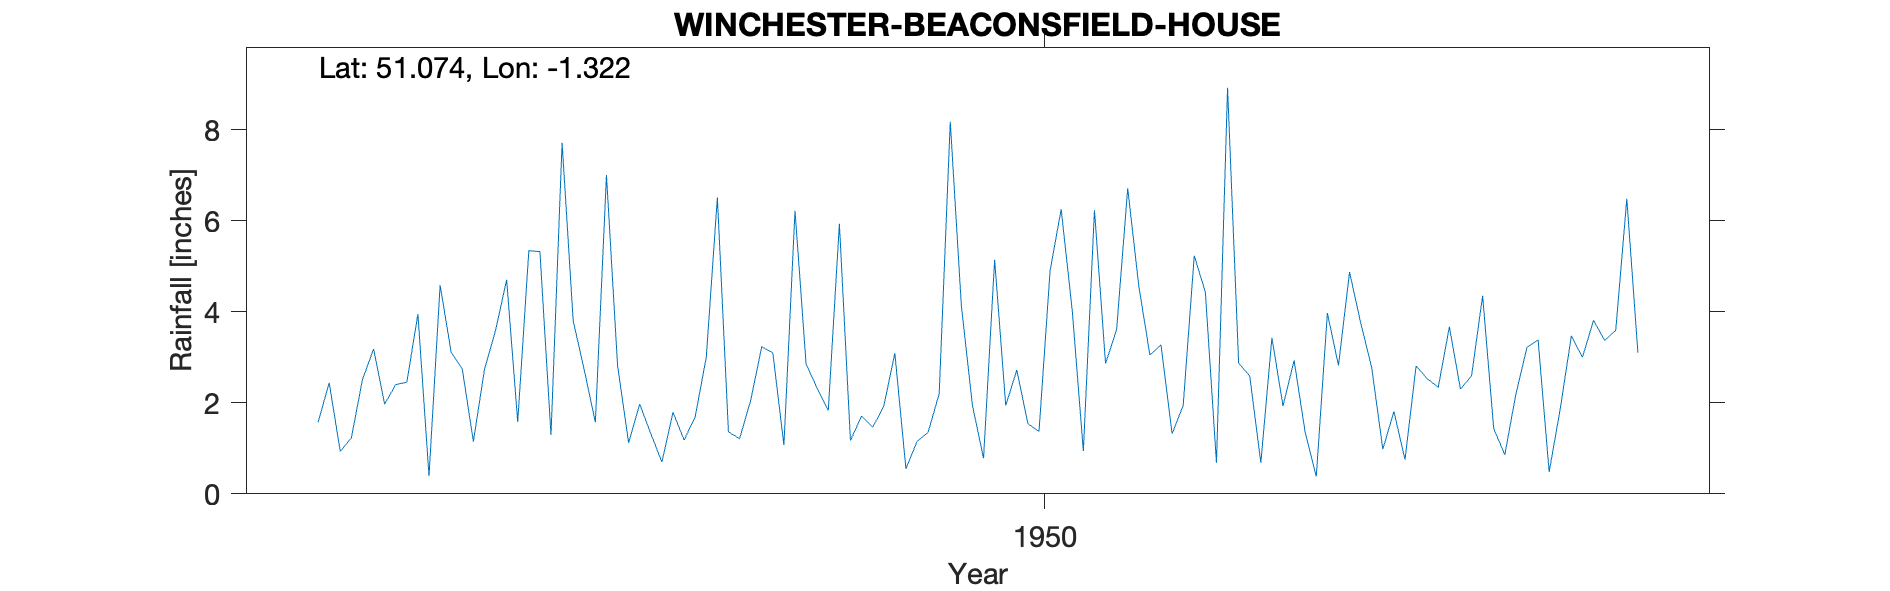 WINCHESTER-BEACONSFIELD-HOUSE
Lat: 51.074, Lon: -1.322
Rainfall [inches]
8
6
4
2
0
1950
Year